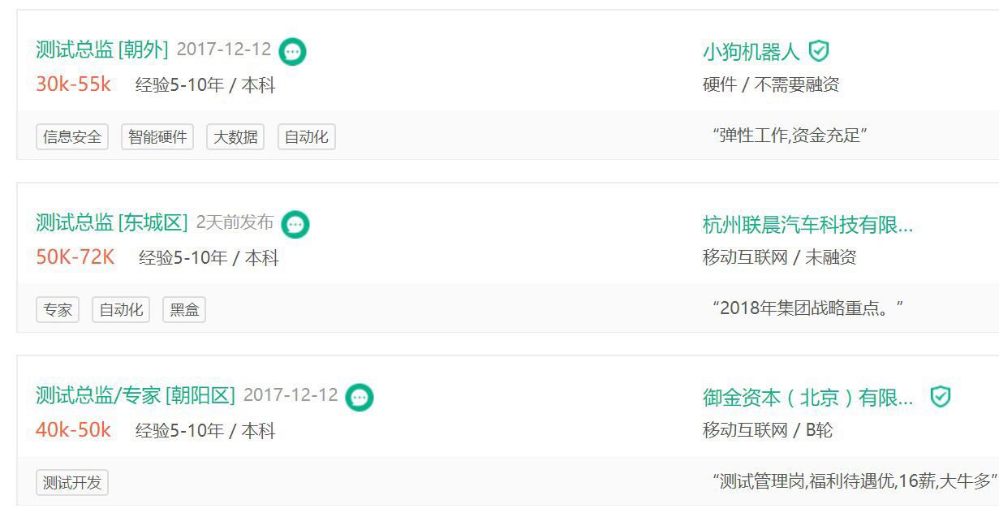 测试总监 [朝外] 2017-12-12
小狗机器人
30k-55k 经验5-10年 / 本科
硬件 / 不需要融资
信息安全 智能硬件 大数据 自动化
“弹性工作,资金充足”
测试总监 [东城区] 2天前发布
杭州联晨汽车科技有限...
50K-72K 经验5-10年 / 本科
移动互联网 / 未融资
专家 自动化 黑盒
“2018年集团战略重点。”
测试总监/专家 [朝阳区] 2017-12-12
御金资本（北京）有限...
40k-50k 经验5-10年 / 本科
移动互联网 / B轮
测试开发
“测试管理岗,福利待遇优,16薪,大牛多”